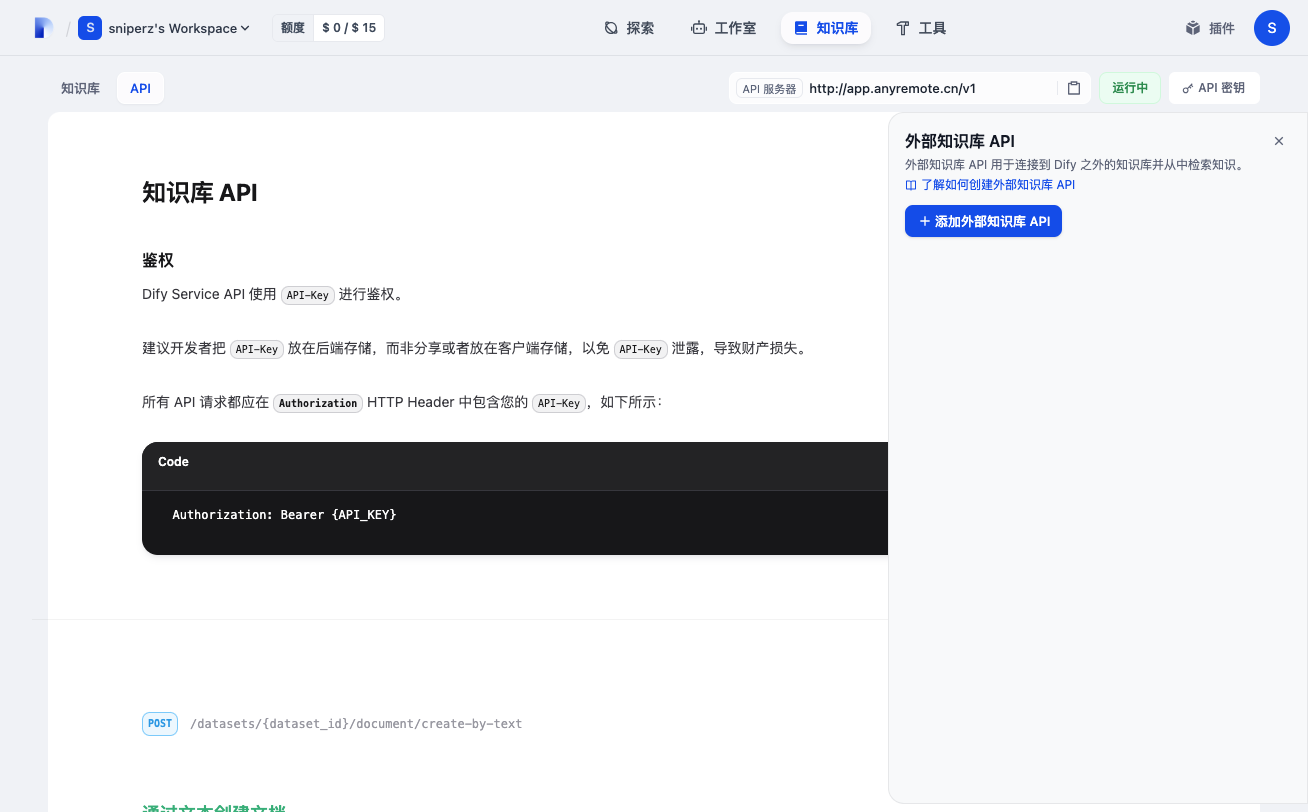 S sniperz's Workspace 额度 $ 0 / $ 15 探索 工作室 知识库 工具 插件 S
知识库 API API 服务器 http://app.anyremote.cn/v1 运行中 API 密钥
知识库 API
鉴权
Dify Service API 使用 API-Key 进行鉴权。
建议开发者把 API-Key 放在后端存储，而非分享或者放在客户端存储，以免 API-Key 泄露，导致财产损失。
所有 API 请求都应在 Authorization HTTP Header 中包含您的 API-Key，如下所示：
Code
Authorization: Bearer {API_KEY}
POST /datasets/{dataset_id}/document/create-by-text
通过文本创建文档
外部知识库 API
外部知识库 API 用于连接到 Dify 之外的知识库并从中检索知识。
了解如何创建外部知识库 API
+ 添加外部知识库 API